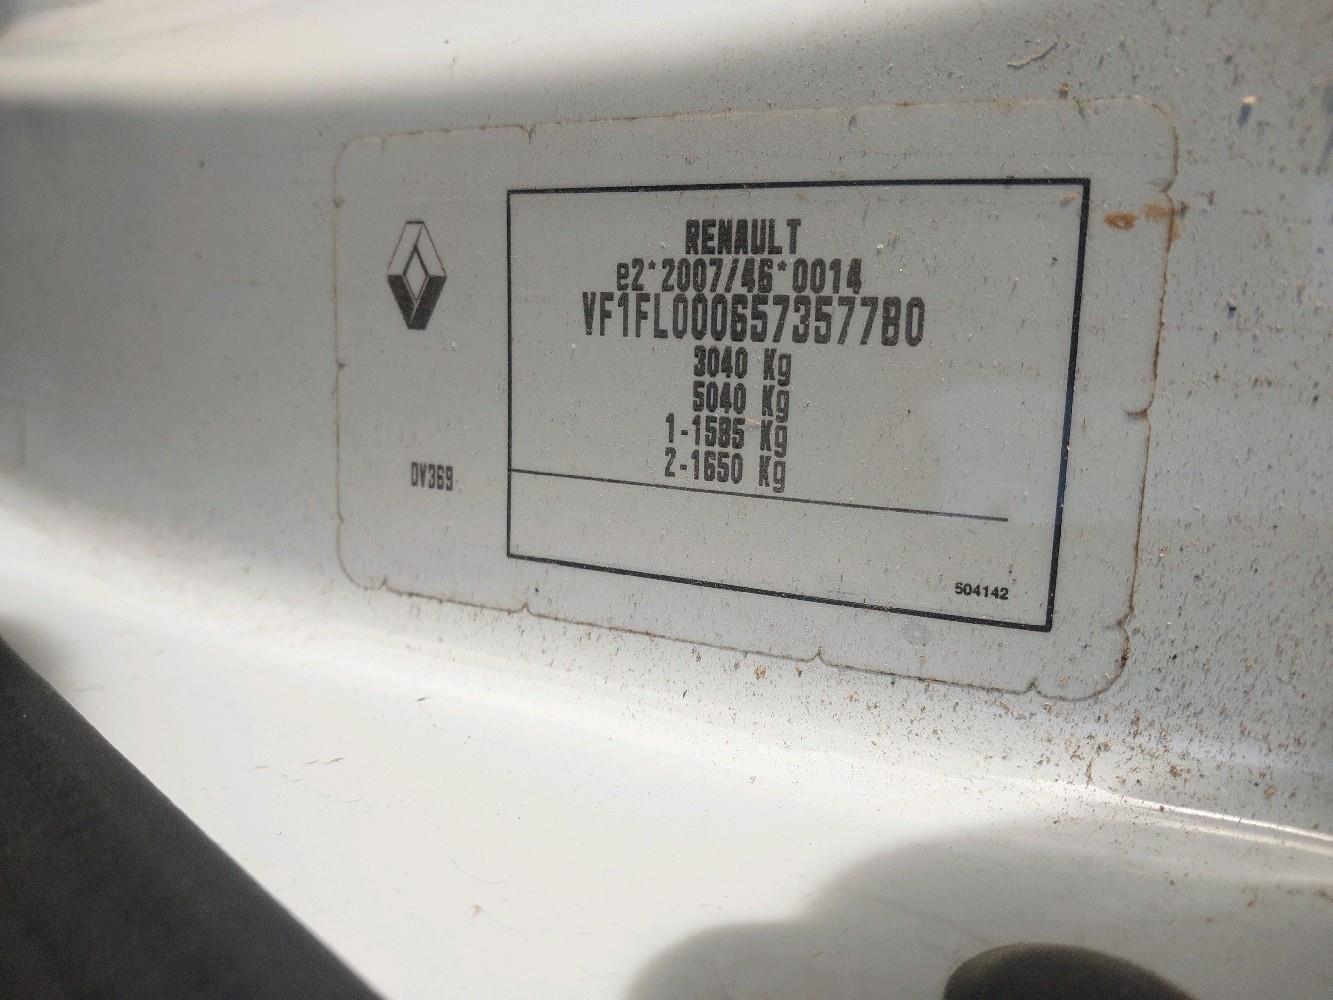 RENAULT
e2*2007/46*0014
VF1FL000657357780
3040 Kg
5040 Kg
1-1585 Kg
2-1650 Kg
DV369
504142